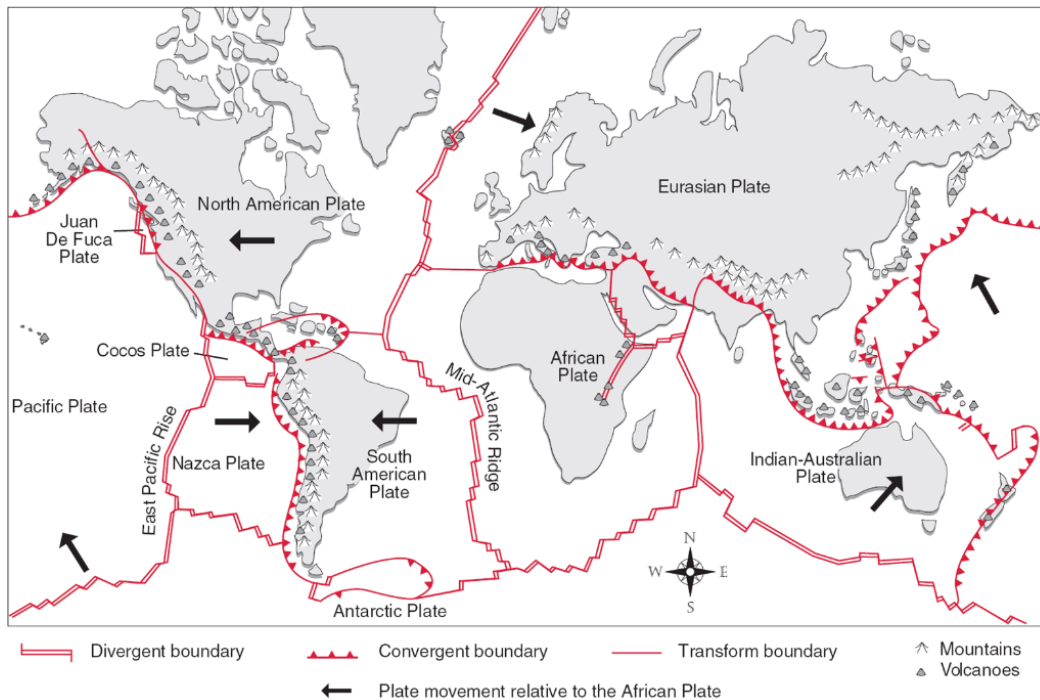 Eurasian Plate
North American Plate
Juan
De Fuca
Plate
Cocos Plate
African
Plate
Mid-Atlantic
Ridge
Pacific Plate
East Pacific Rise
Nazca Plate
South
American
Plate
Indian-Australian
Plate
N
W E
S
Antarctic Plate
Divergent boundary
Convergent boundary
Transform boundary
Mountains
Volcanoes
Plate movement relative to the African Plate